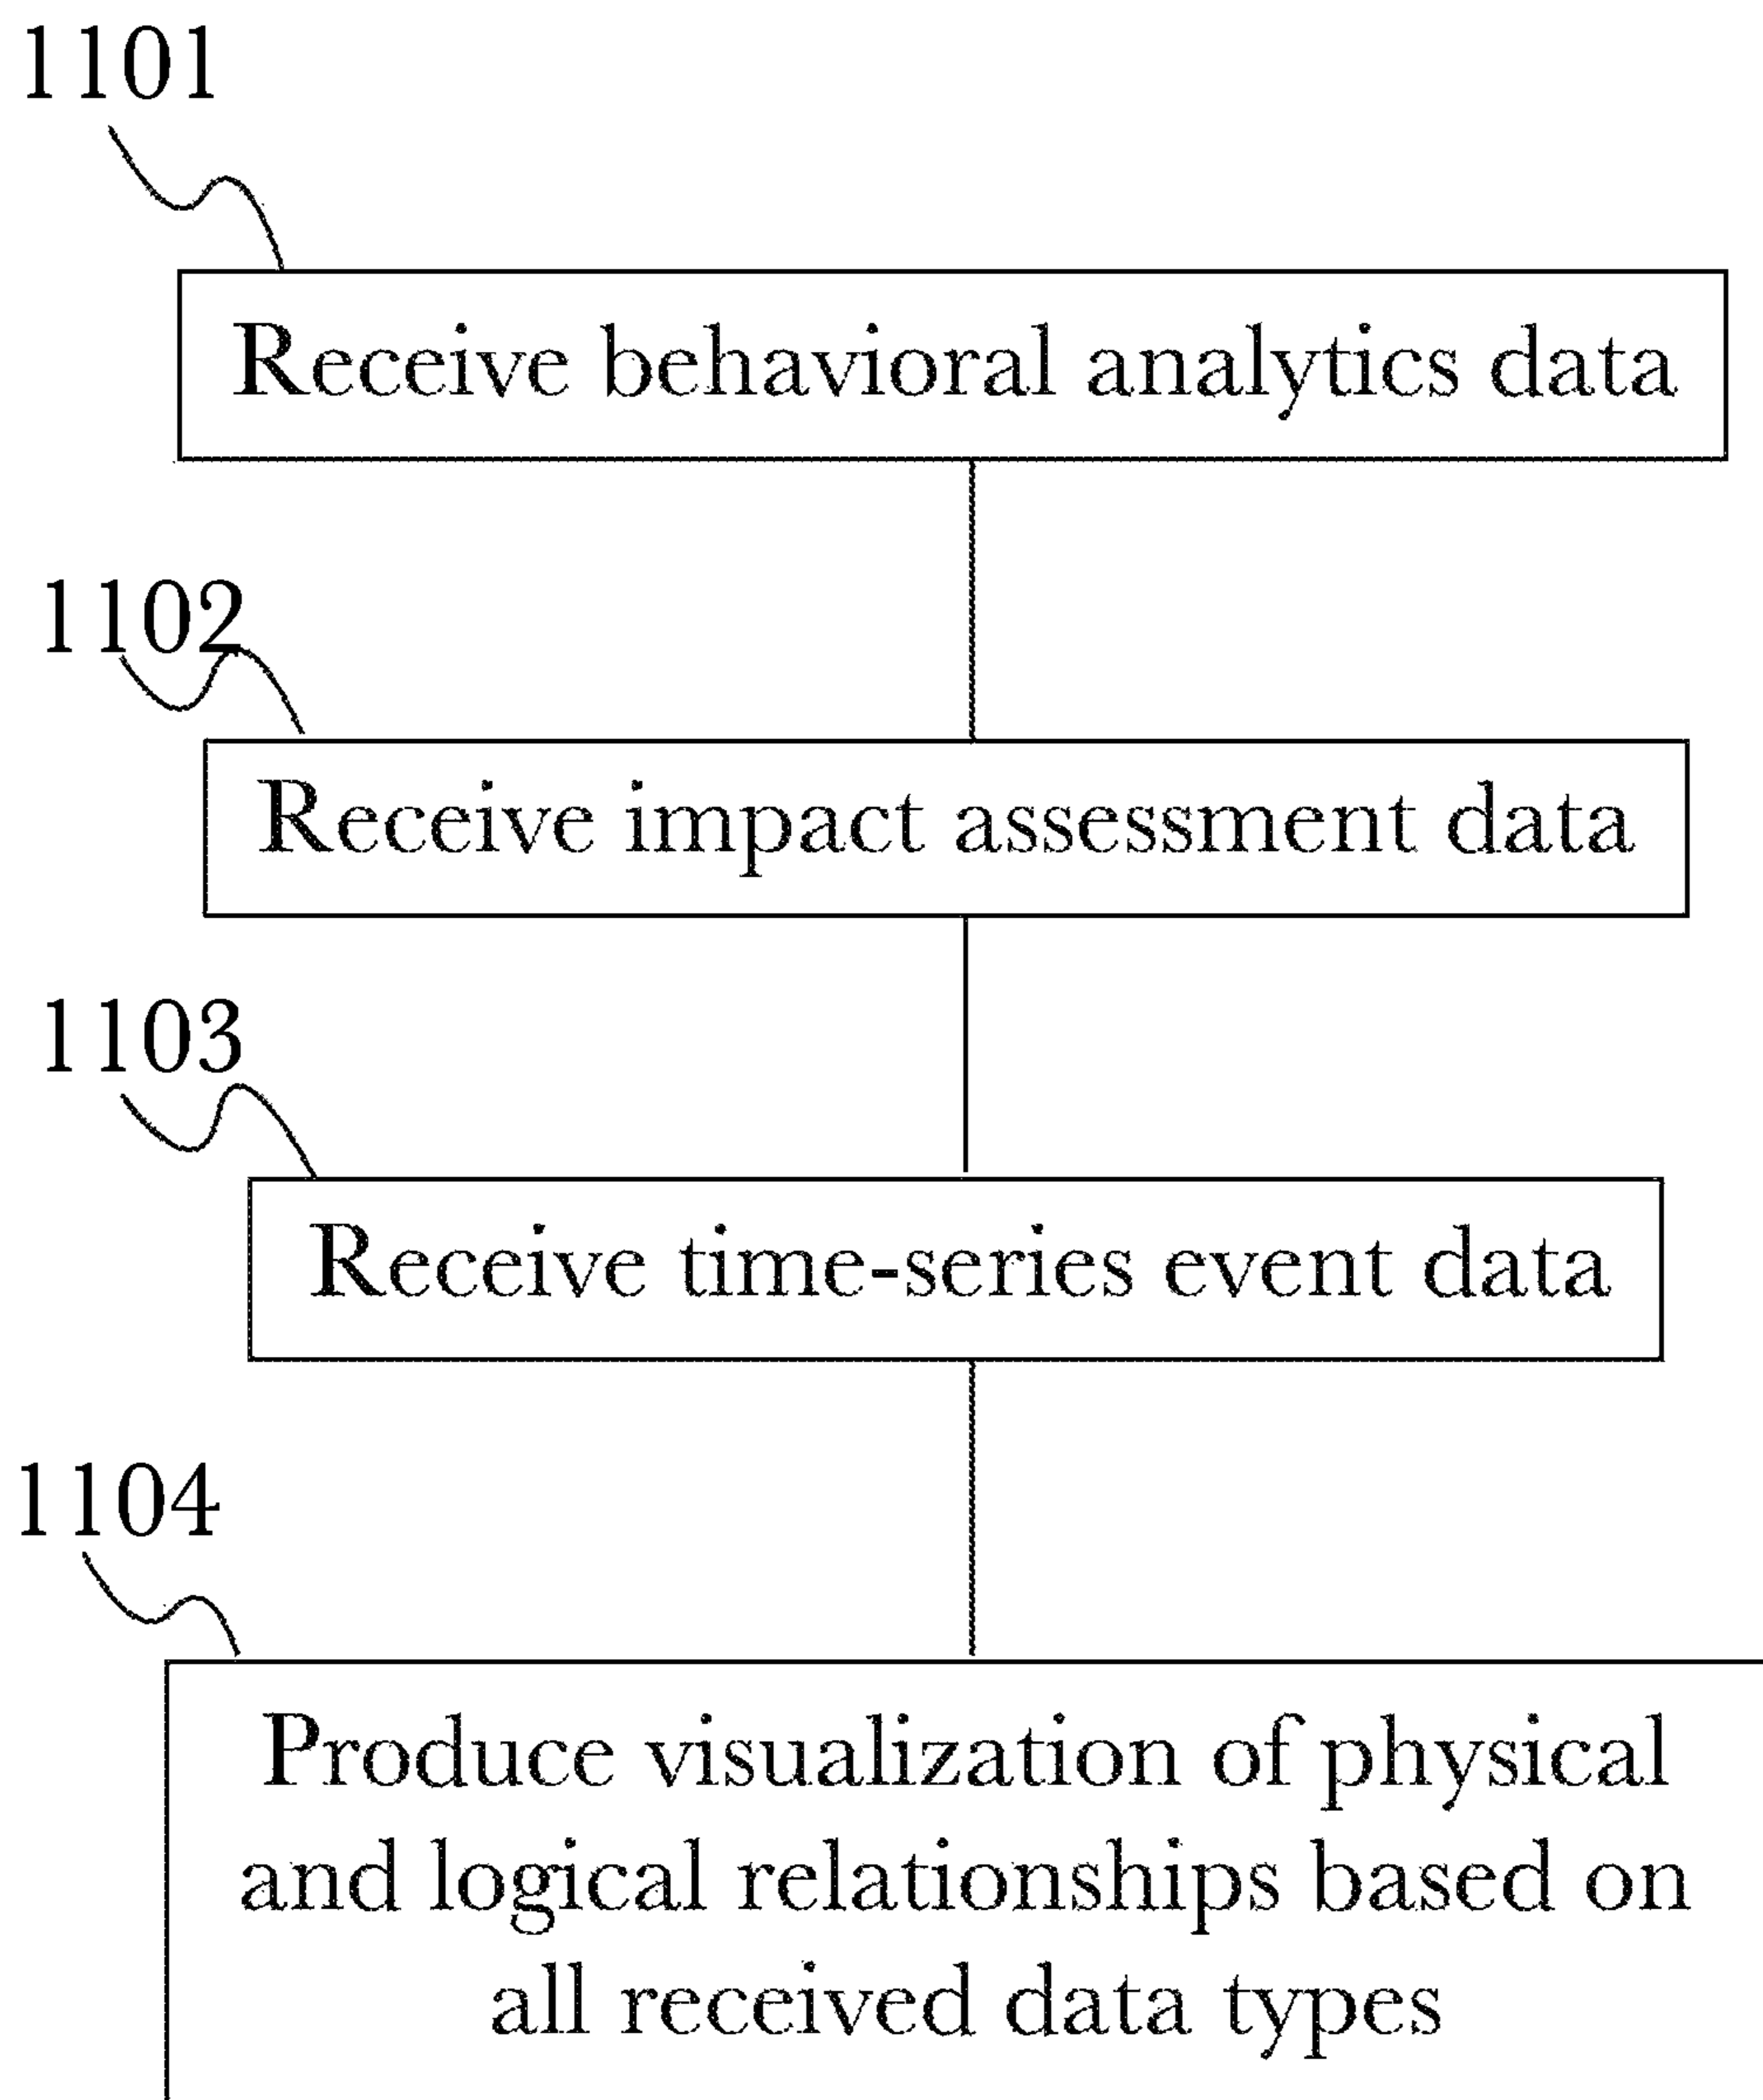 1101
Receive behavioral analytics data
1102
Receive impact assessment data
1103
Receive time-series event data
1104
Produce visualization of physical
and logical relationships based on
all received data types